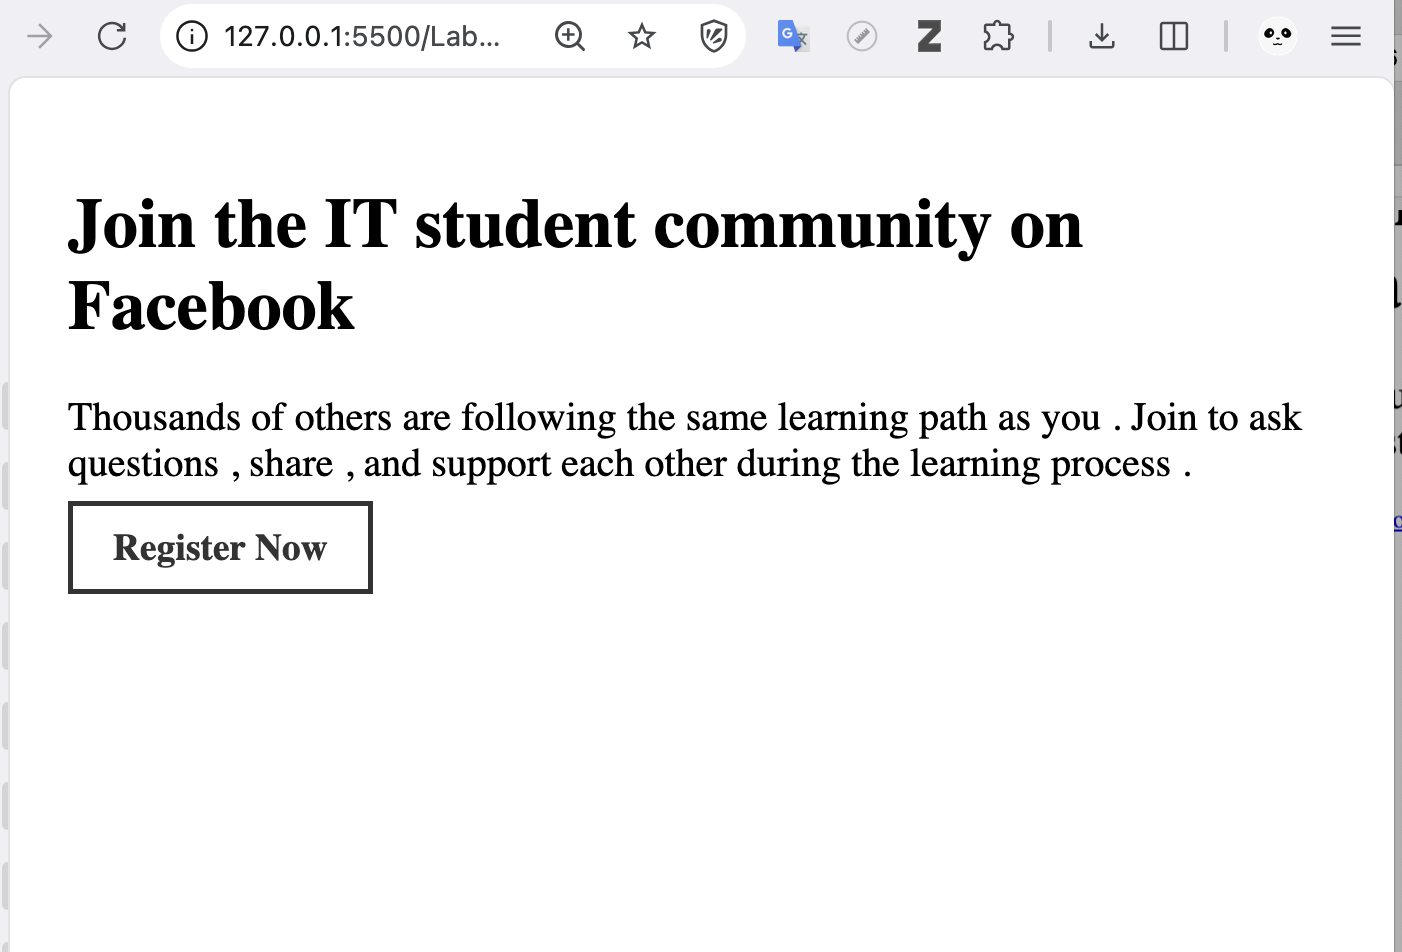 127.0.0.1:5500/Lab...
Join the IT student community on
Facebook
Thousands of others are following the same learning path as you . Join to ask
questions , share , and support each other during the learning process .
Register Now